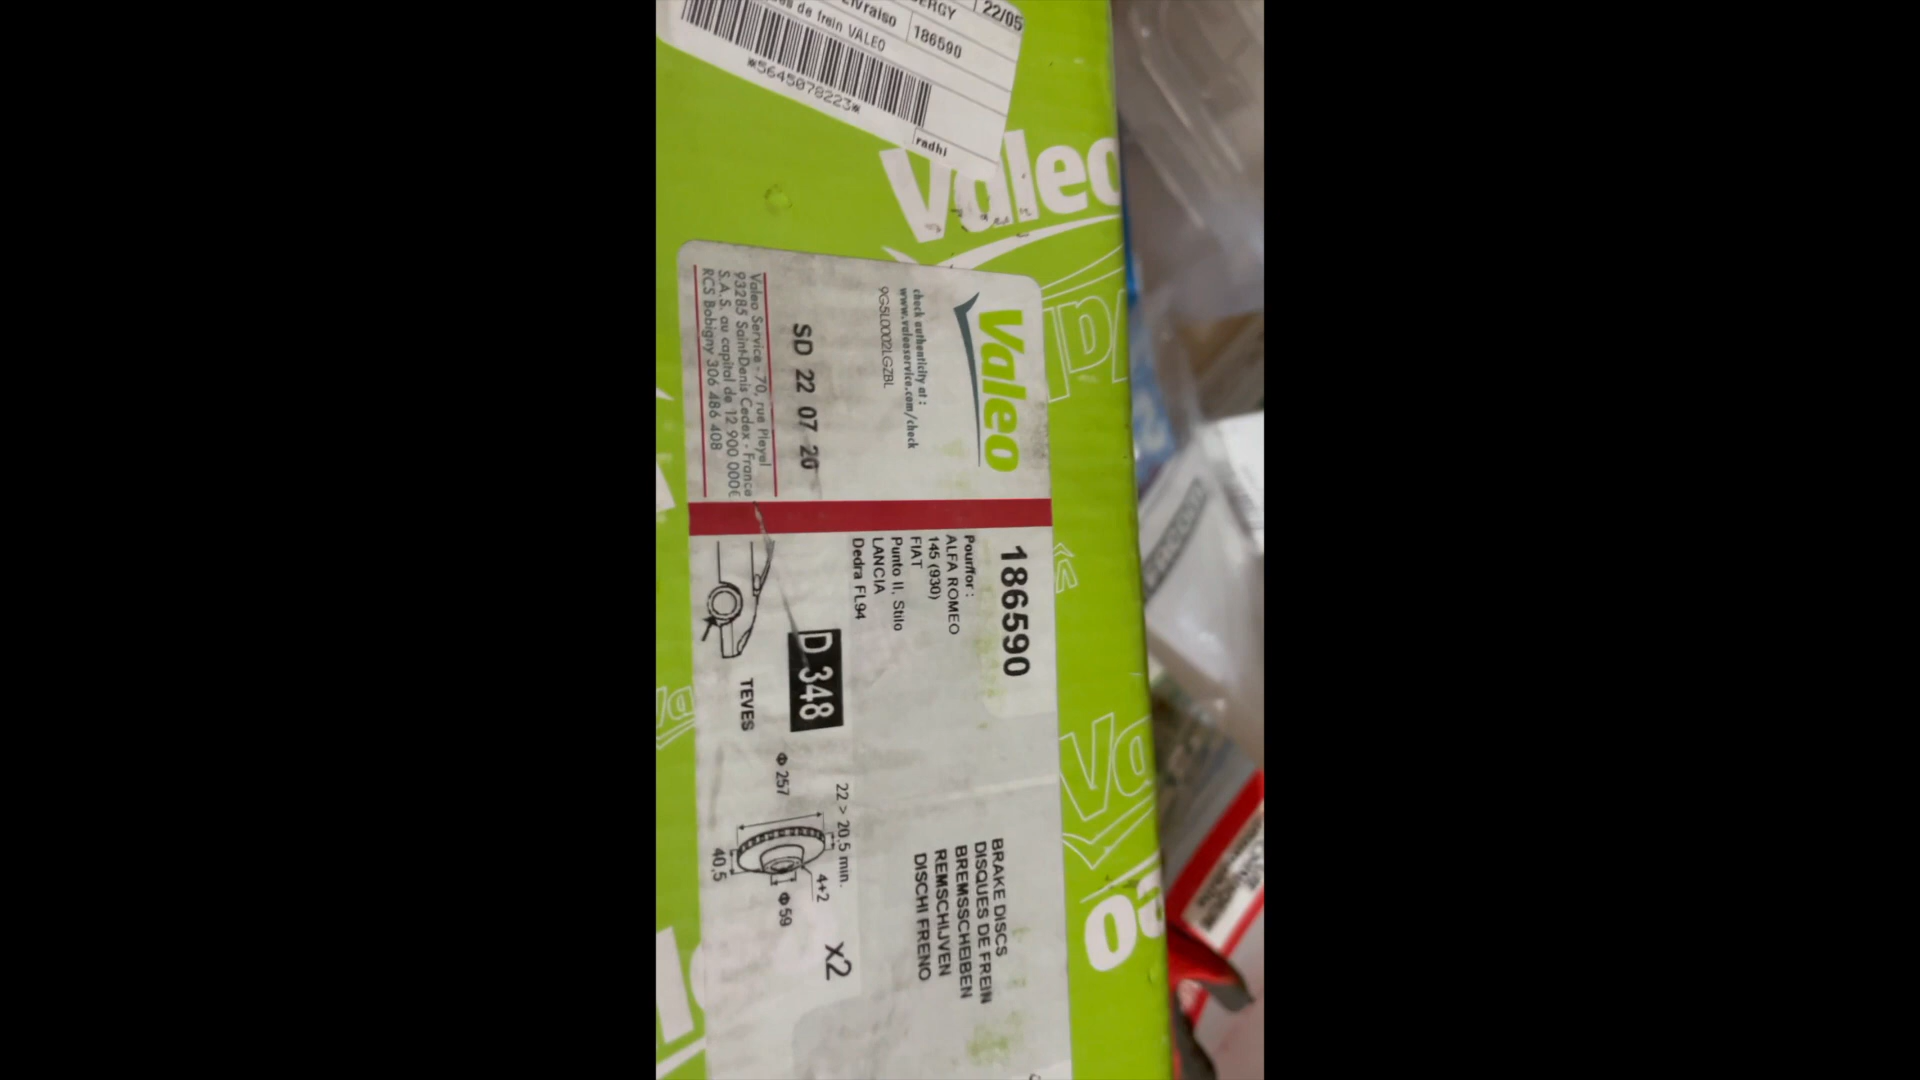 22/05
186590
de frein VALEO
*5645078223*
radhi
Valeo
Valeo
check authenticity at :
www.valeoservice.com/check
9G5LD002LGZBL
SD 22 07 20
Valeo Service - 70, rue Pleyel
93285 Saint-Denis Cedex - France
S.A.S. au capital de 12 900 000€
RCS Bobigny 306 486 408
186590
Pour/for :
ALFA ROMEO
145 (930)
FIAT
Punto II, Stilo
LANCIA
Dedra FL94
D 348
TEVES
BRAKE DISCS
DISQUES DE FREIN
BREMSSCHEIBEN
REMSCHIJVEN
DISCHI FRENO
22 > 20,5 min.
Φ 257
4+2
Φ 59
40,5
x2